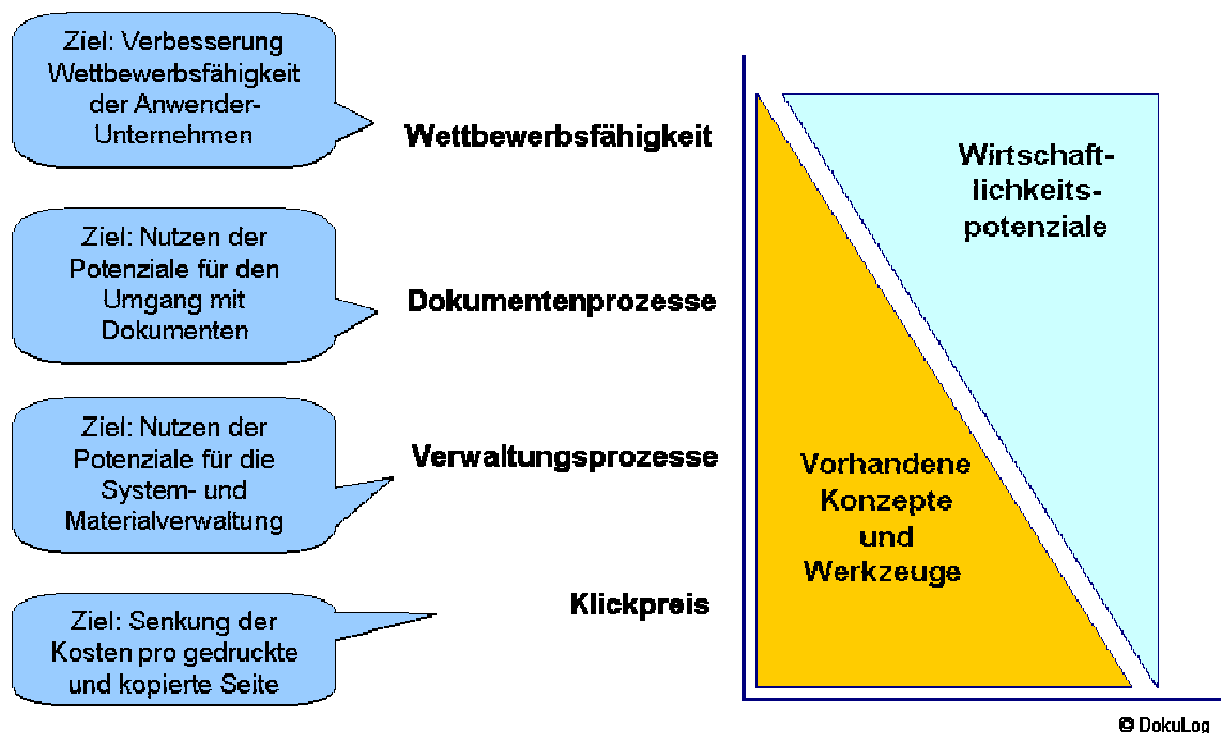 Ziel: Verbesserung
Wettbewerbsfähigkeit
der Anwender-
Unternehmen
Wettbewerbsfähigkeit
Ziel: Nutzen der
Potenziale für den
Umgang mit
Dokumenten
Dokumentenprozesse
Ziel: Nutzen der
Potenziale für die
System- und
Materialverwaltung
Verwaltungsprozesse
Ziel: Senkung der
Kosten pro gedruckte
und kopierte Seite
Klickpreis
Wirtschaft-
lichkeits-
potenziale
Vorhandene
Konzepte
und
Werkzeuge
© DokuLog